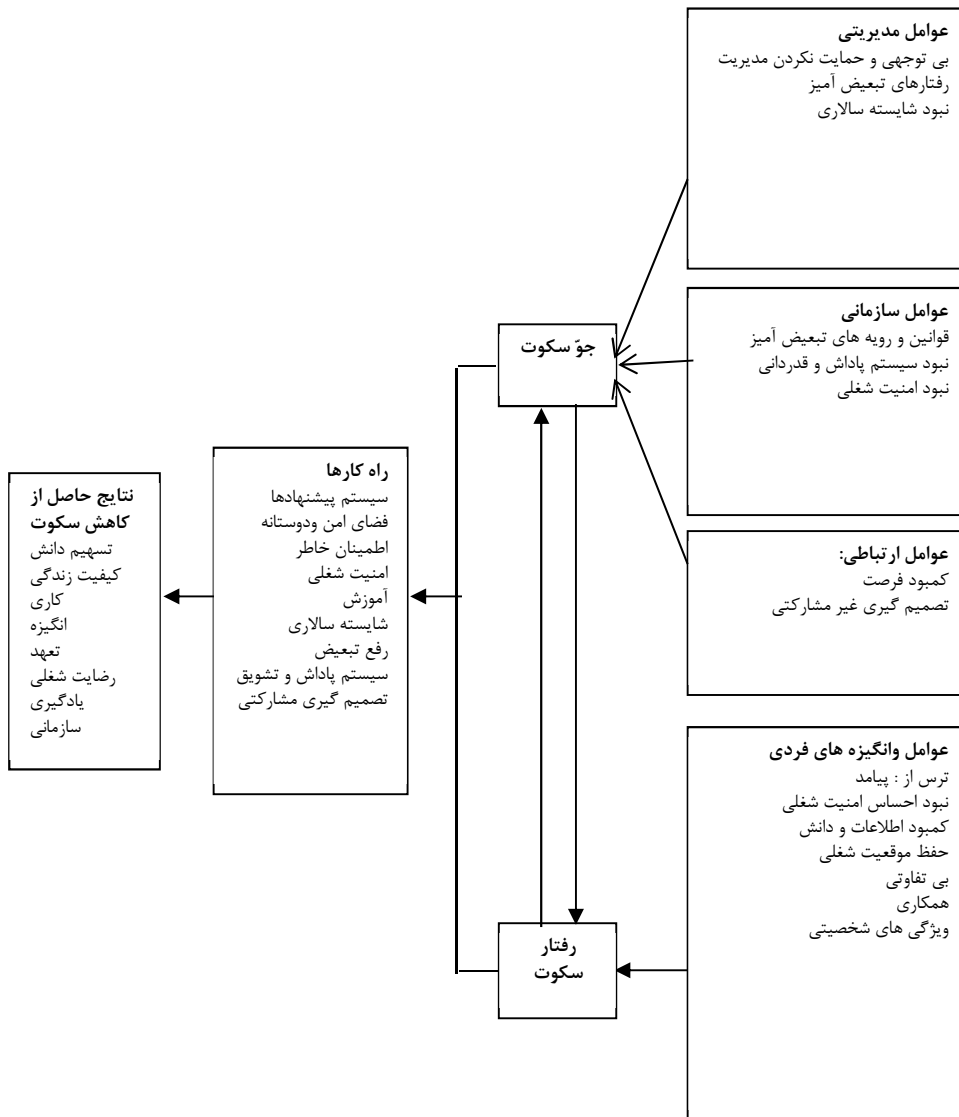 عوامل مدیریتی
بی توجهی و حمایت نکردن مدیریت
رفتارهای تبعیض آمیز
نبود شایسته سالاری
عوامل سازمانی
قوانین و رویه های تبعیض آمیز
نبود سیستم پاداش و قدردانی
نبود امنیت شغلی
عوامل ارتباطی:
کمبود فرصت
تصمیم گیری غیر مشارکتی
عوامل وانگیزه های فردی
ترس از : پیامد
نبود احساس امنیت شغلی
کمبود اطلاعات و دانش
حفظ موقعیت شغلی
بی تفاوتی
همکاری
ویژگی های شخصیتی
جوّ سکوت
رفتار
سکوت
راه کارها
سیستم پیشنهادها
فضای امن ودوستانه
اطمینان خاطر
امنیت شغلی
آموزش
شایسته سالاری
رفع تبعیض
سیستم پاداش و تشویق
تصمیم گیری مشارکتی
نتایج حاصل از
کاهش سکوت
تسهیم دانش
کیفیت زندگی
کاری
انگیزه
تعهد
رضایت شغلی
یادگیری
سازمانی